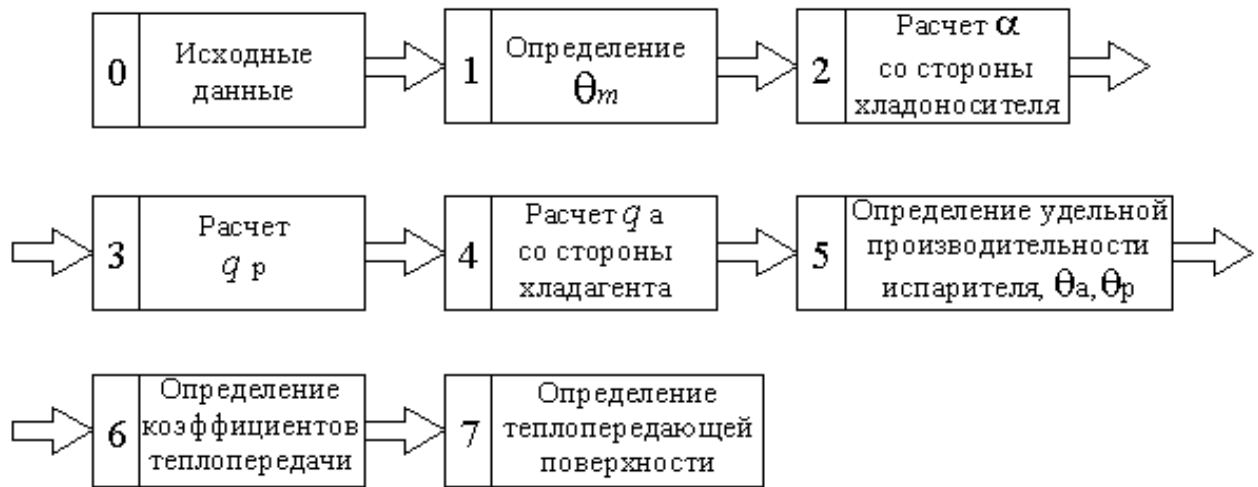 0
Исходные
данные
1
Определение
θm
2
Расчет α
со стороны
хладоносителя
3
Расчет
q р
4
Расчет q а
со стороны
хладагента
5
Определение удельной
производительности
испарителя, θа, θр
6
Определение
коэффициентов
теплопередачи
7
Определение
теплопередающей
поверхности